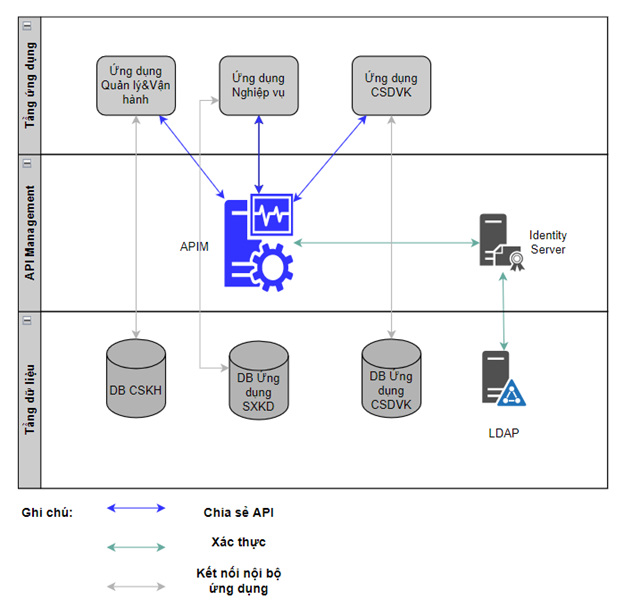 Tầng ứng dụng
Ứng dụng
Quản lý&Vận
hành
Ứng dụng
Nghiệp vụ
Ứng dụng
CSDVK
API Management
APIM
Identity
Server
Tầng dữ liệu
DB CSKH
DB Ứng
dụng
SXKD
DB Ứng
dụng
CSDVK
LDAP
Ghi chú:
Chia sẻ API
Xác thực
Kết nối nội bộ
ứng dụng